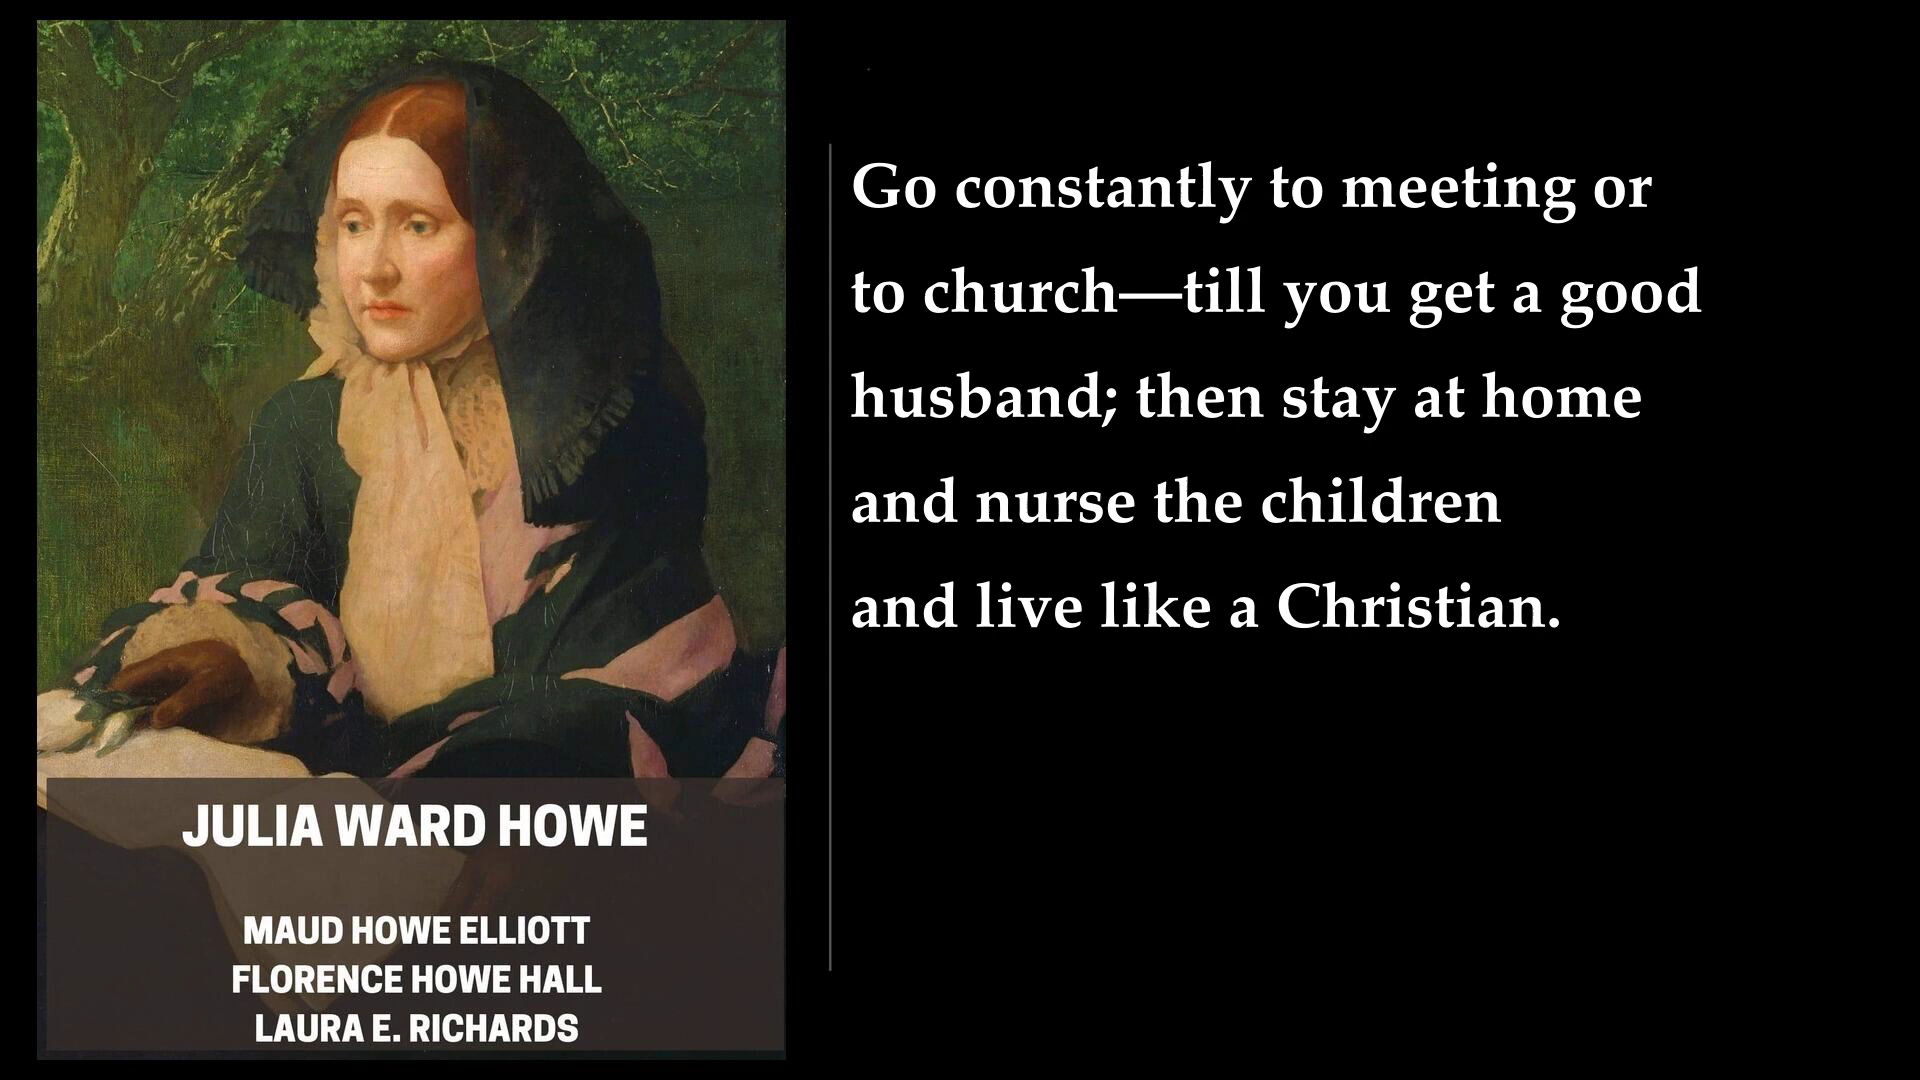 JULIA WARD HOWE
MAUD HOWE ELLIOTT
FLORENCE HOWE HALL
LAURA E. RICHARDS
Go constantly to meeting or
to church—till you get a good
husband; then stay at home
and nurse the children
and live like a Christian.